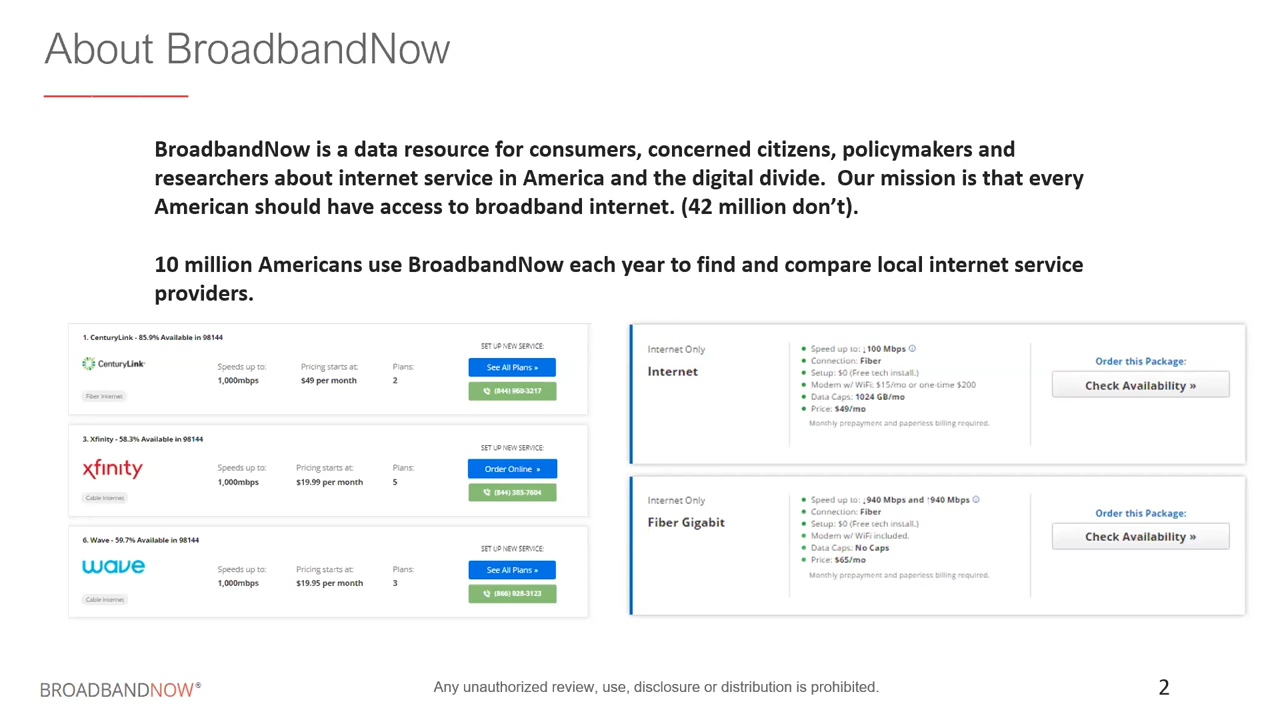 About BroadbandNow
BroadbandNow is a data resource for consumers, concerned citizens, policymakers and
researchers about internet service in America and the digital divide.  Our mission is that every
American should have access to broadband internet. (42 million don’t).
10 million Americans use BroadbandNow each year to find and compare local internet service
providers.
1. CenturyLink - 85.9% Available in 98144
CenturyLink
Fiber Internet
Speeds up to:
1,000mbps
Pricing starts at:
$49 per month
Plans:
2
SET UP NEW SERVICE:
See All Plans »
(844) 960-3217
3. Xfinity - 58.3% Available in 98144
xfinity
Cable Internet
Speeds up to:
1,000mbps
Pricing starts at:
$19.99 per month
Plans:
5
SET UP NEW SERVICE:
Order Online »
(844) 385-7604
6. Wave - 59.7% Available in 98144
wave
Cable Internet
Speeds up to:
1,000mbps
Pricing starts at:
$19.95 per month
Plans:
3
SET UP NEW SERVICE:
See All Plans »
(866) 928-3123
Internet Only
Internet
Speed up to: ↓100 Mbps
Connection: Fiber
Setup: $0 (Free tech install.)
Modem w/ WiFi: $15/mo or one-time $200
Data Caps: 1024 GB/mo
Price: $49/mo
Monthly prepayment and paperless billing required.
Order this Package:
Check Availability »
Internet Only
Fiber Gigabit
Speed up to: ↓940 Mbps and ↑940 Mbps
Connection: Fiber
Setup: $0 (Free tech install.)
Modem w/ WiFi included.
Data Caps: No Caps
Price: $65/mo
Monthly prepayment and paperless billing required.
Order this Package:
Check Availability »
BROADBANDNOW®
Any unauthorized review, use, disclosure or distribution is prohibited.
2